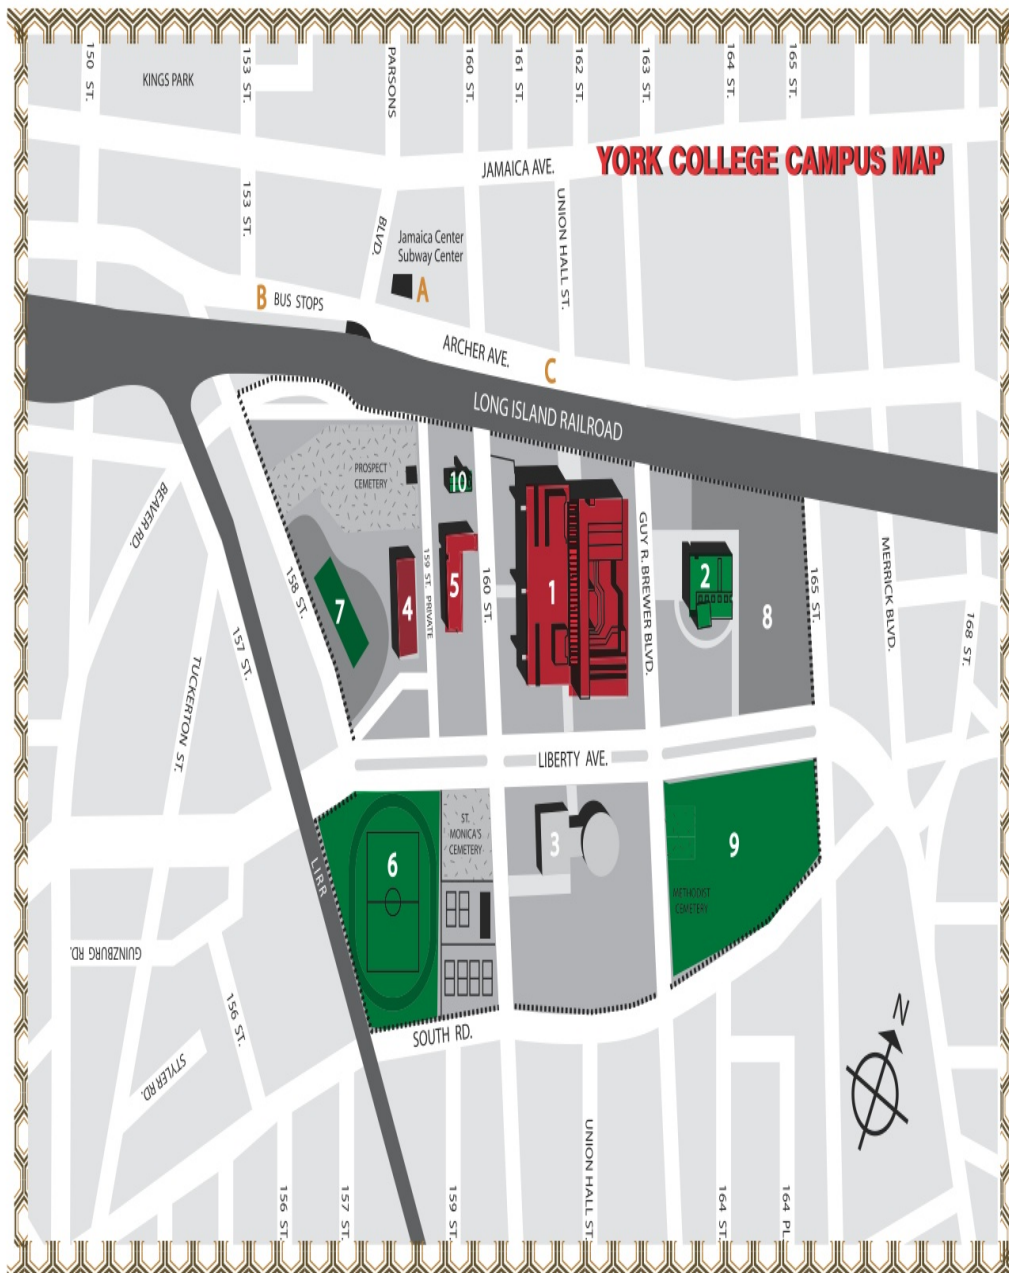 150 ST.
KINGS PARK
153 ST.
PARSONS
160 ST.
161 ST.
162 ST.
163 ST.
164 ST.
165 ST.
JAMAICA AVE.
YORK COLLEGE CAMPUS MAP
153 ST.
BLVD.
Jamaica Center
Subway Center
A
UNION HALL ST.
B
BUS STOPS
ARCHER AVE.
C
LONG ISLAND RAILROAD
PROSPECT
CEMETERY
10
BEAVER RD.
158 ST.
7
4
159 ST. PRIVATE
5
160 ST.
1
GUY R. BREWER BLVD.
2
8
165 ST.
MERRICK BLVD.
168 ST.
157 ST.
TUCKERTON ST.
LIBERTY AVE.
LIRR
6
ST.
MONICA'S
CEMETERY
3
9
METHODIST
CEMETERY
GUINZBURG RD.
156 ST.
STYLER RD.
SOUTH RD.
N
156 ST.
157 ST.
159 ST.
UNION HALL ST.
164 ST.
164 PL.